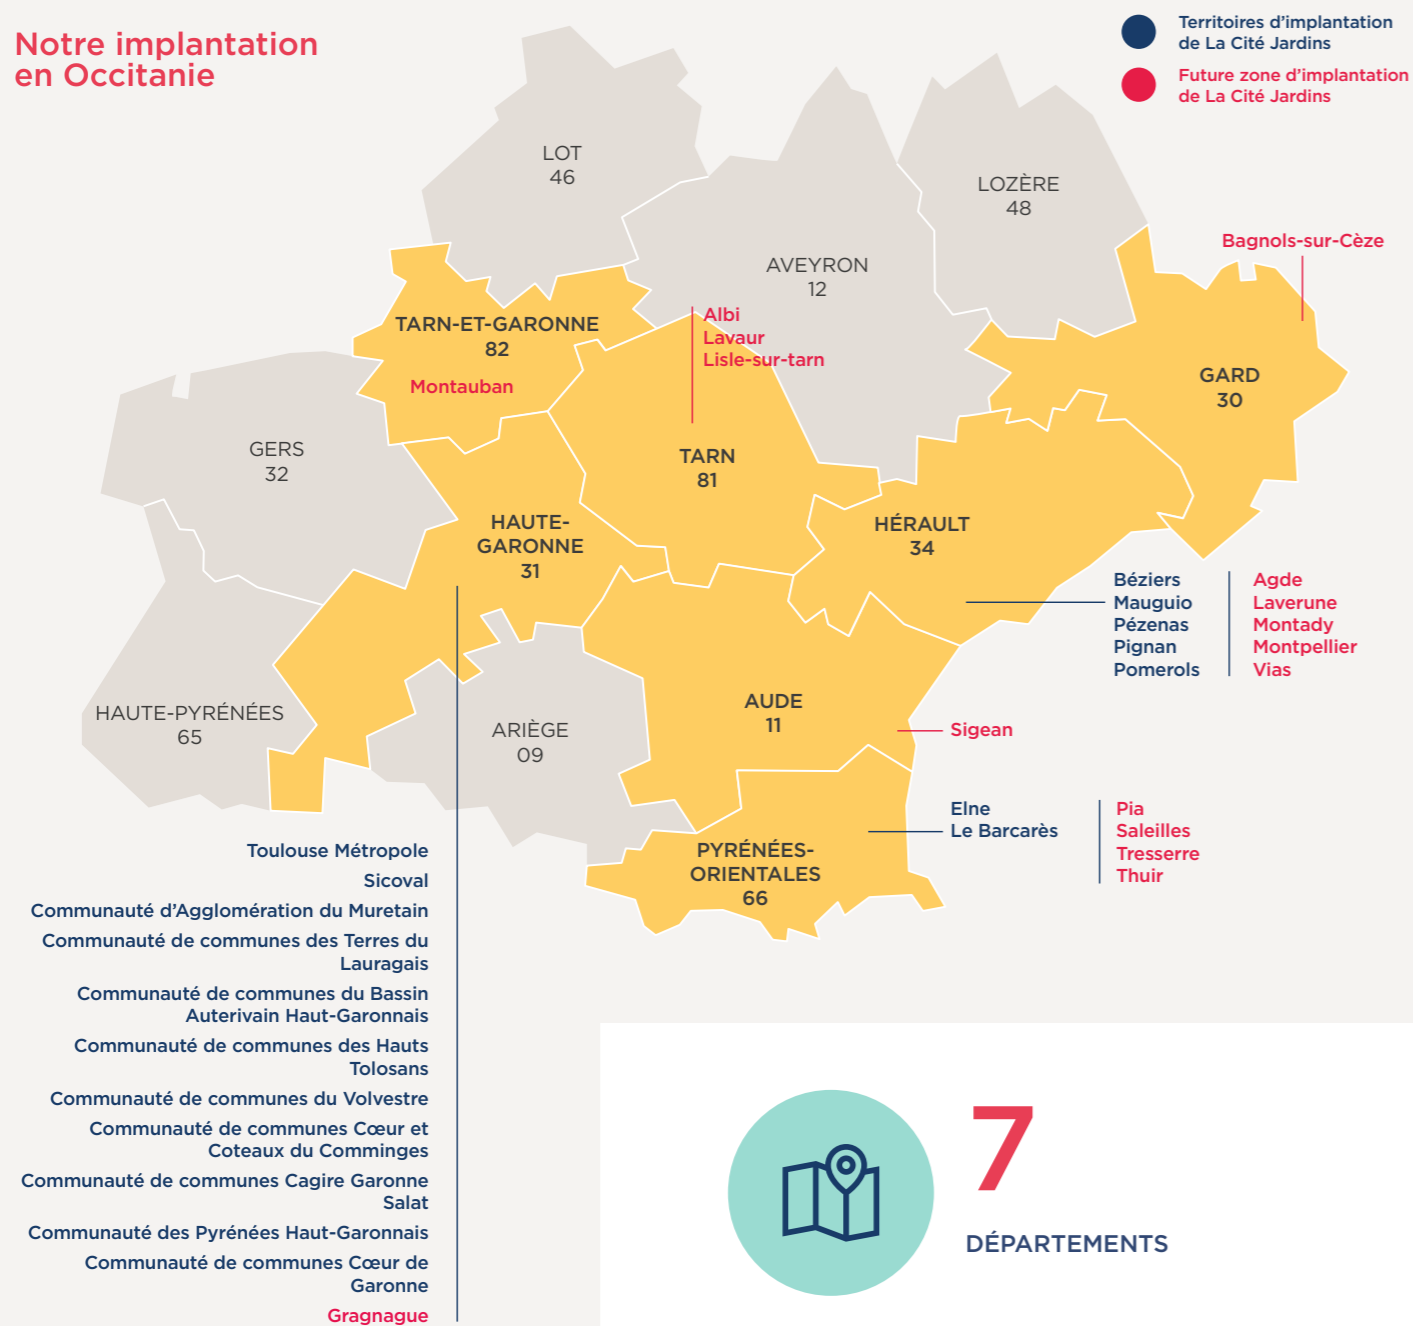 Notre implantation
en Occitanie
Territoires d’implantation
de La Cité Jardins
Future zone d’implantation
de La Cité Jardins
LOT
46
LOZÈRE
48
AVEYRON
12
Bagnols-sur-Cèze
TARN-ET-GARONNE
82
Montauban
Albi
Lavaur
Lisle-sur-tarn
GARD
30
GERS
32
TARN
81
HAUTE-
GARONNE
31
HÉRAULT
34
Béziers
Mauguio
Pézenas
Pignan
Pomerols
Agde
Laverune
Montady
Montpellier
Vias
HAUTE-PYRÉNÉES
65
ARIÈGE
09
AUDE
11
Sigean
Elne
Le Barcarès
Pia
Saleilles
Tresserre
Thuir
PYRÉNÉES-
ORIENTALES
66
Toulouse Métropole
Sicoval
Communauté d’Agglomération du Muretain
Communauté de communes des Terres du
Lauragais
Communauté de communes du Bassin
Auterivain Haut-Garonnais
Communauté de communes des Hauts
Tolosans
Communauté de communes du Volvestre
Communauté de communes Cœur et
Coteaux du Comminges
Communauté de communes Cagire Garonne
Salat
Communauté des Pyrénées Haut-Garonnais
Communauté de communes Cœur de
Garonne
Gragnague
7
DÉPARTEMENTS